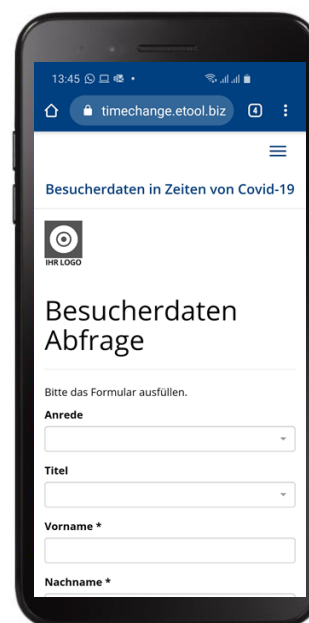 13:45
timechange.etool.biz 4
Besucherdaten in Zeiten von Covid-19
IHR LOGO
Besucherdaten
Abfrage
Bitte das Formular ausfüllen.
Anrede
Titel
Vorname *
Nachname *